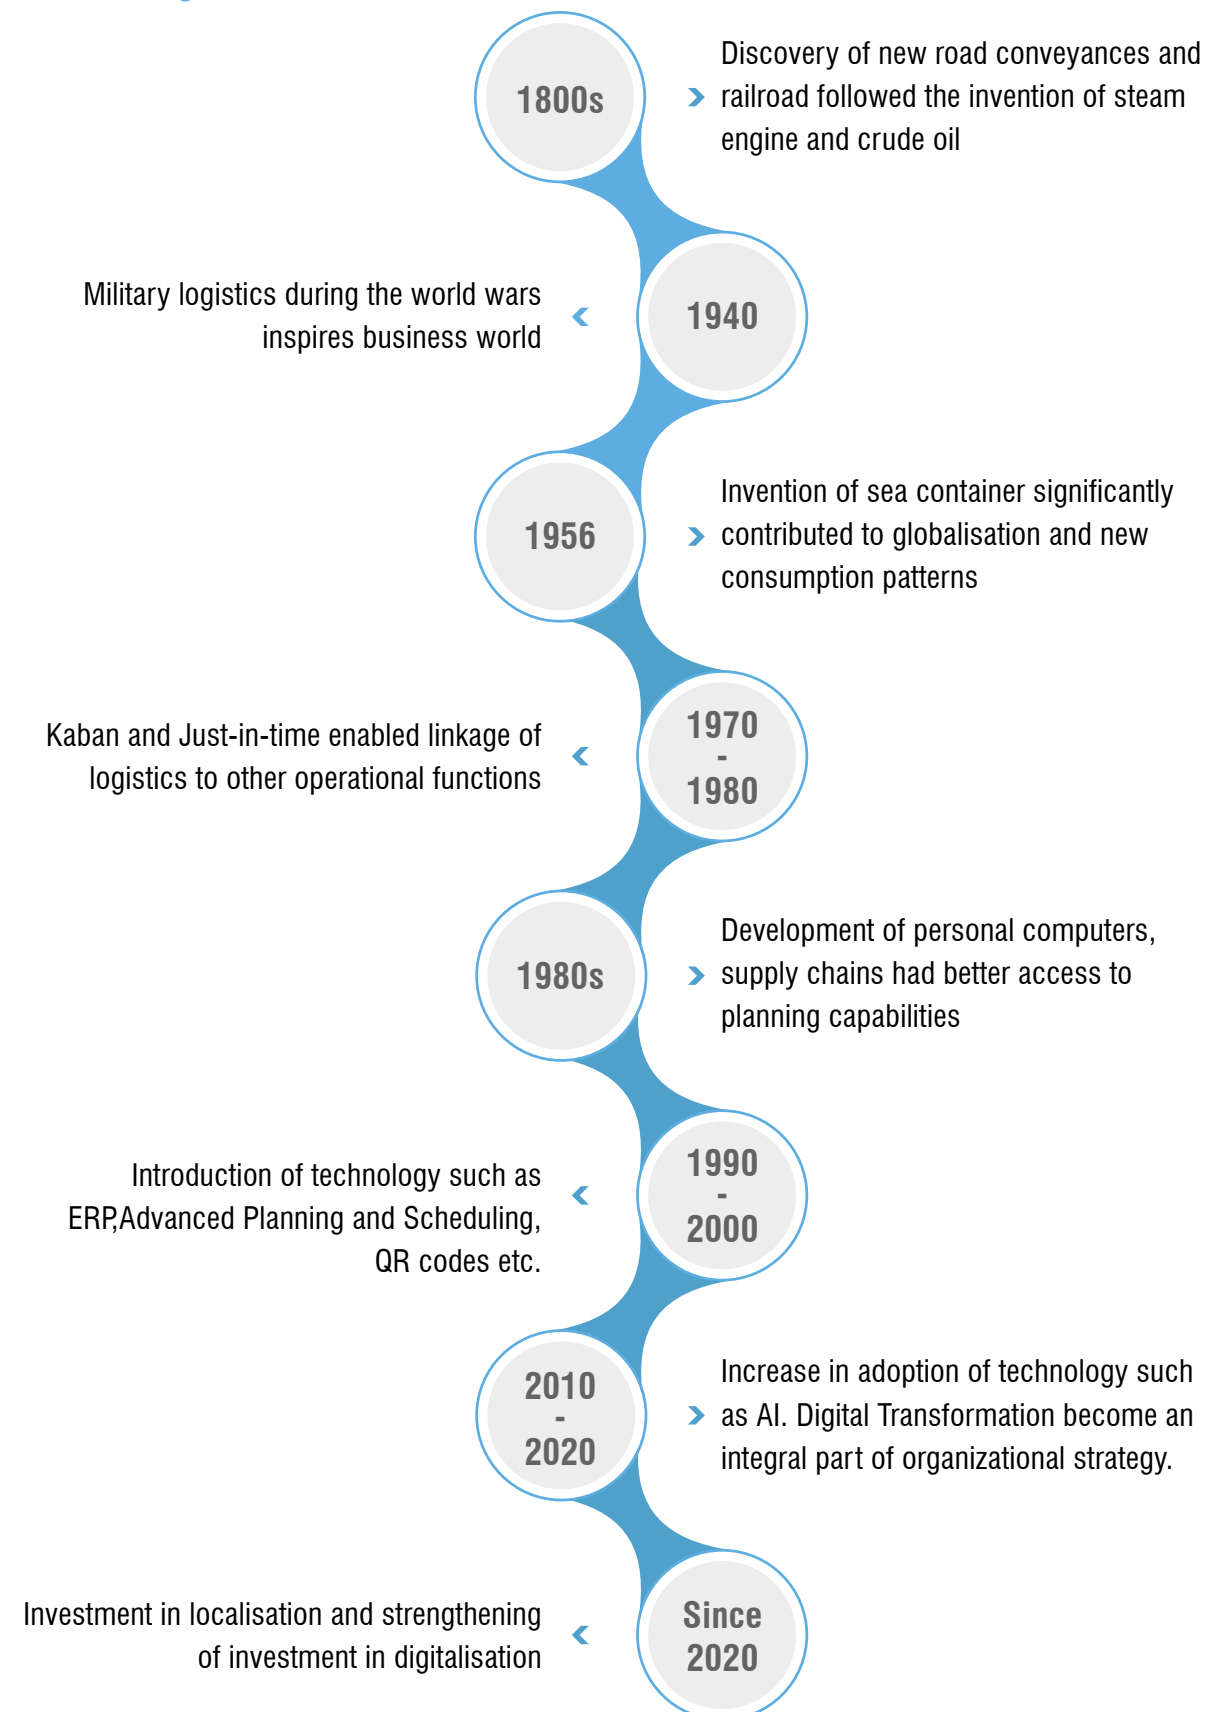 1800s
Discovery of new road conveyances and
railroad followed the invention of steam
engine and crude oil
Military logistics during the world wars
inspires business world
1940
1956
Invention of sea container significantly
contributed to globalisation and new
consumption patterns
Kaban and Just-in-time enabled linkage of
logistics to other operational functions
1970
-
1980
1980s
Development of personal computers,
supply chains had better access to
planning capabilities
Introduction of technology such as
ERP,Advanced Planning and Scheduling,
QR codes etc.
1990
-
2000
2010
-
2020
Increase in adoption of technology such
as AI. Digital Transformation become an
integral part of organizational strategy.
Investment in localisation and strengthening
of investment in digitalisation
Since
2020